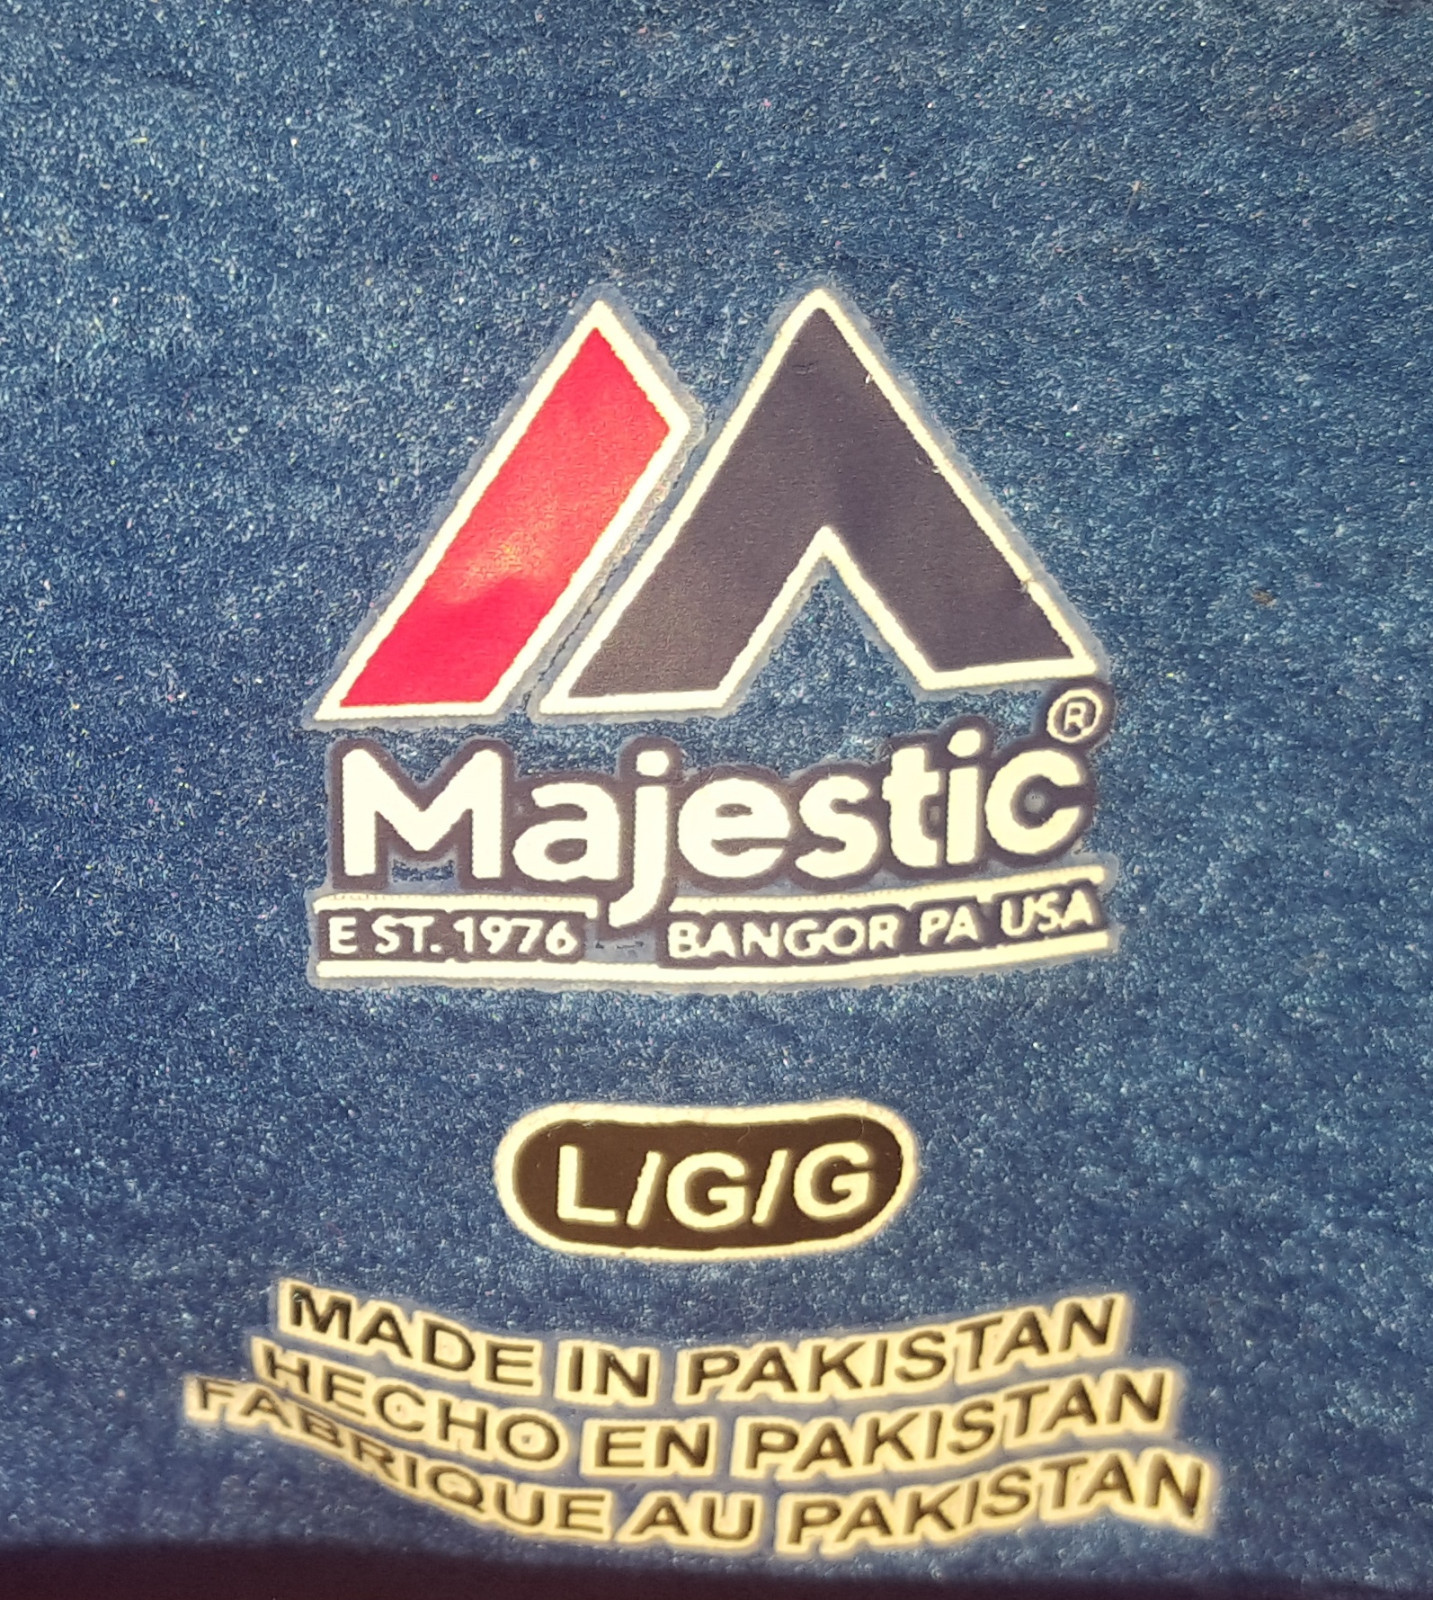 Majestic®
EST. 1976 BANGOR PA USA
L/G/G
MADE IN PAKISTAN
HECHO EN PAKISTAN
FABRIQUE AU PAKISTAN